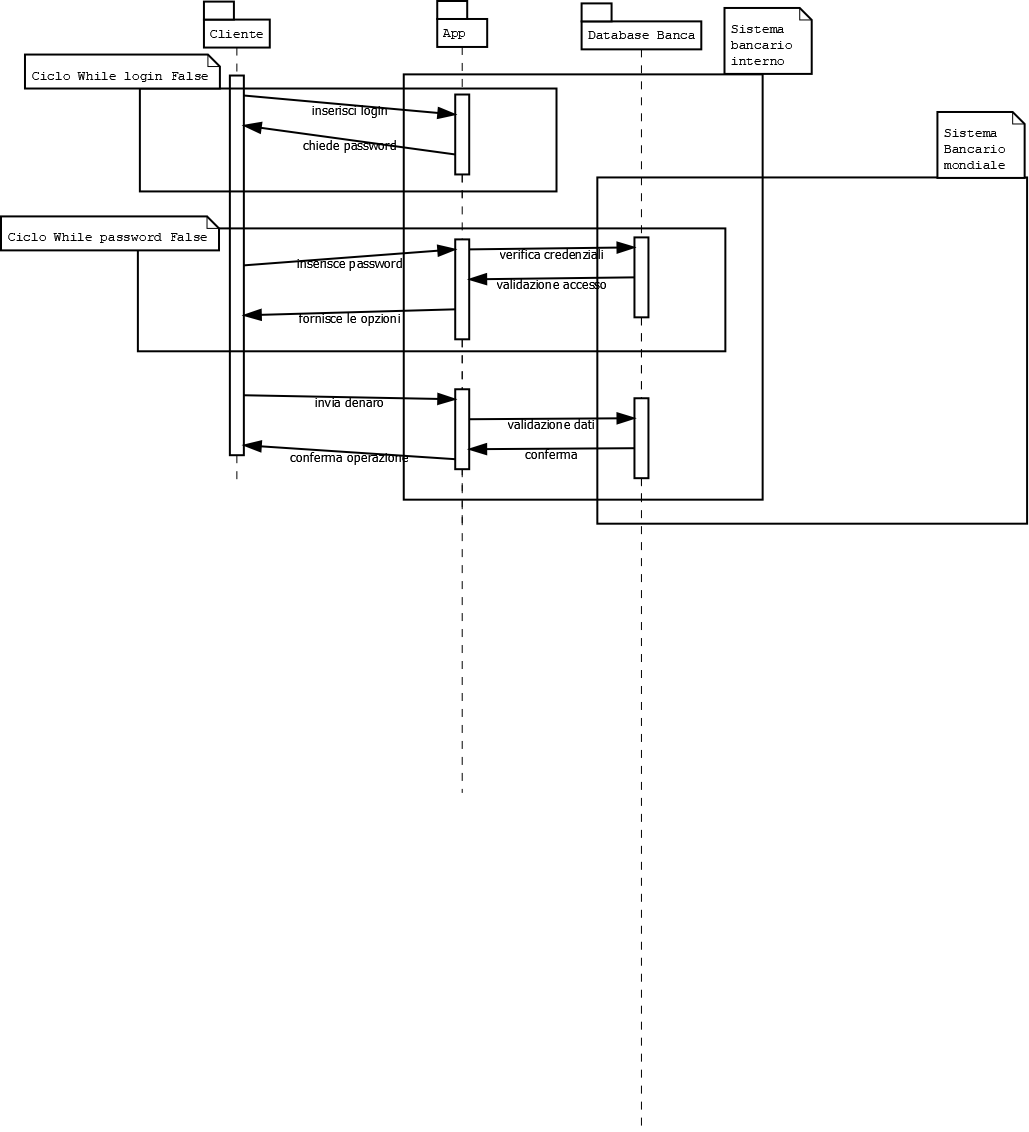 Cliente
App
Database Banca
Sistema
bancario
interno
Ciclo While login False
inserisci login
chiede password
Sistema
Bancario
mondiale
Ciclo While password False
inserisce password
verifica credenziali
validazione accesso
fornisce le opzioni
invia denaro
validazione dati
conferma operazione
conferma